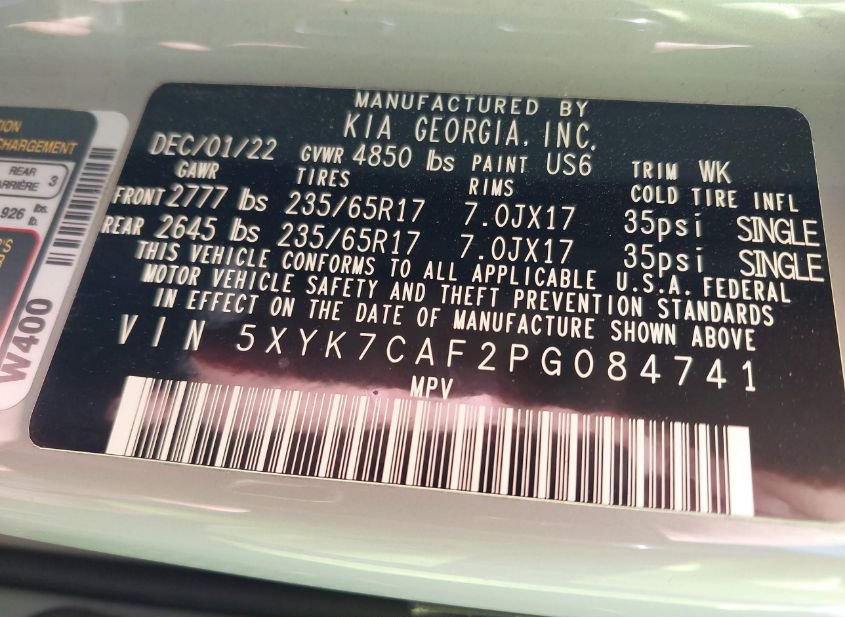 MANUFACTURED BY
KIA GEORGIA, INC.
DEC/01/22 GVWR 4850 lbs PAINT US6 TRIM WK
GAWR TIRES RIMS COLD TIRE INFL
FRONT 2777 lbs 235/65R17 7.0JX17 35psi SINGLE
REAR 2645 lbs 235/65R17 7.0JX17 35psi SINGLE
THIS VEHICLE CONFORMS TO ALL APPLICABLE U.S.A. FEDERAL
MOTOR VEHICLE SAFETY AND THEFT PREVENTION STANDARDS
IN EFFECT ON THE DATE OF MANUFACTURE SHOWN ABOVE
VIN 5XYK7CAF2PG084741
MPV
REAR 3
926 lbs.
lb.
W400